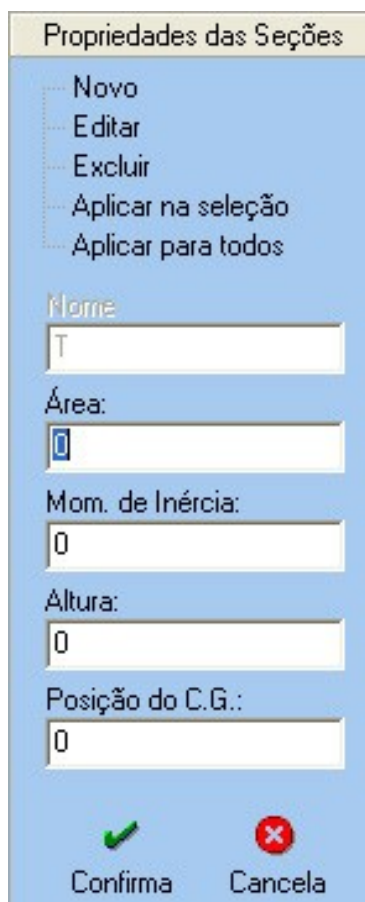 Propriedades das Seções
Novo
Editar
Excluir
Aplicar na seleção
Aplicar para todos
Nome
T
Área:
0
Mom. de Inércia:
0
Altura:
0
Posição do C.G.:
0
Confirma Cancela